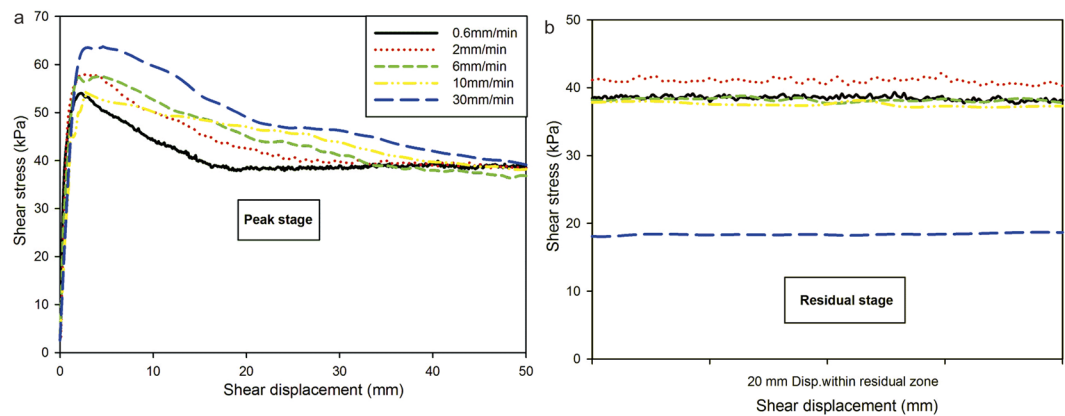 a
70
60
50
40
30
20
10
0
Shear stress (kPa)
0.6mm/min
2mm/min
6mm/min
10mm/min
30mm/min
Peak stage
0 10 20 30 40 50
Shear displacement (mm)
b
50
40
30
20
10
0
Shear stress (kPa)
Residual stage
20 mm Disp.within residual zone
Shear displacement (mm)